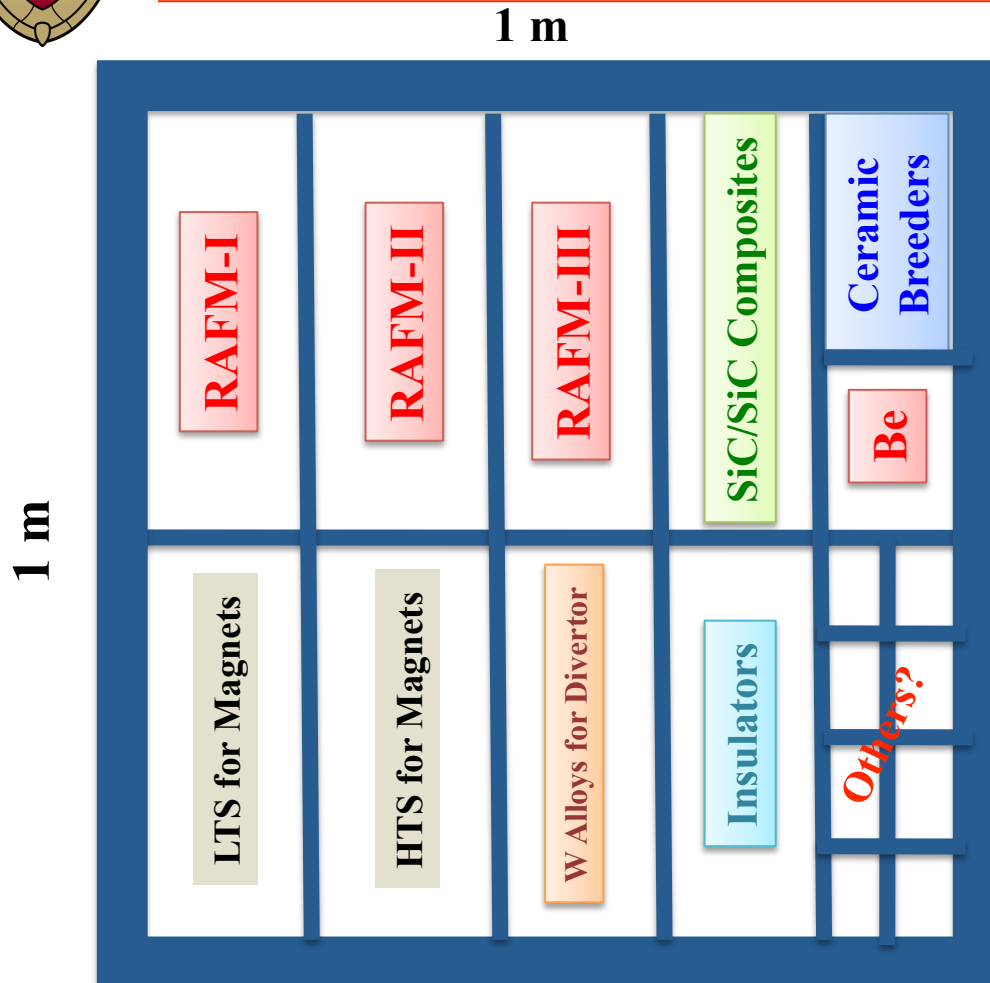 1 m
1 m
RAFM-I
RAFM-II
RAFM-III
SiC/SiC Composites
Ceramic
Breeders
Be
LTS for Magnets
HTS for Magnets
W Alloys for Divertor
Insulators
Others?